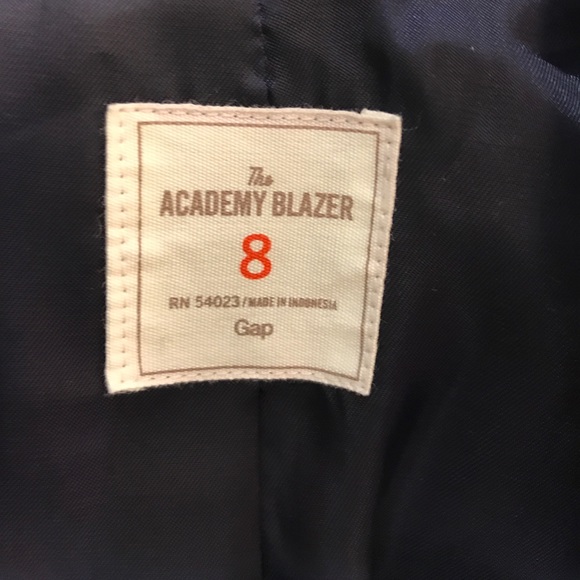 The
ACADEMY BLAZER
8
RN 54023 / MADE IN INDONESIA
Gap